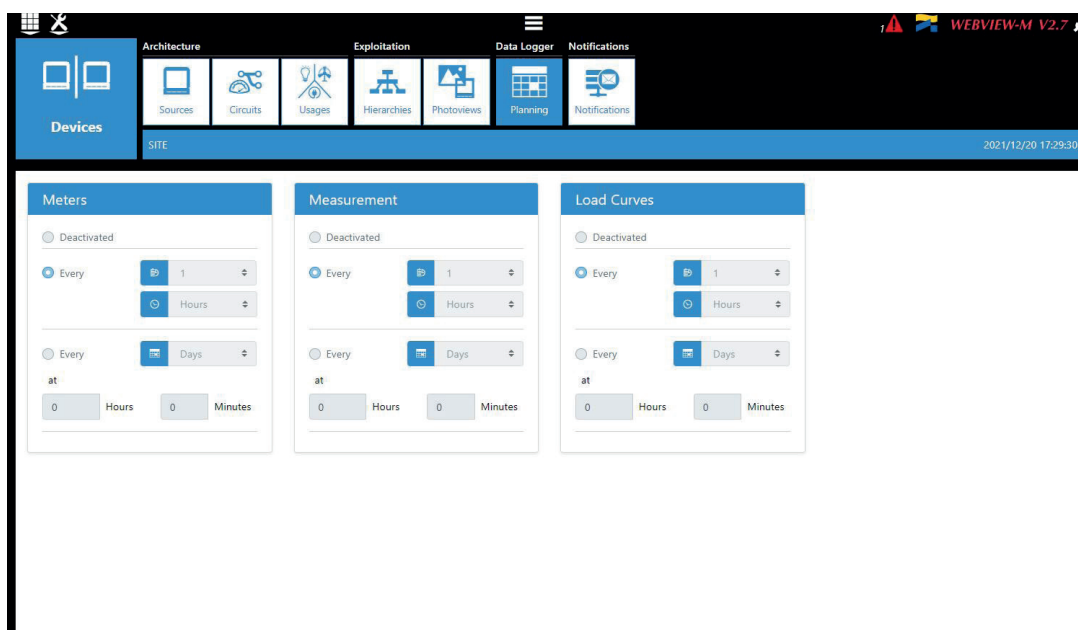 1 WEBVIEW-M V2.7
Architecture Exploitation Data Logger Notifications
Devices
Sources Circuits Usages Hierarchies Photoviews Planning Notifications
SITE 2021/12/20 17:29:30
Meters
Deactivated
Every 1
Hours
Every Days
at
0 Hours 0 Minutes
Measurement
Deactivated
Every 1
Hours
Every Days
at
0 Hours 0 Minutes
Load Curves
Deactivated
Every 1
Hours
Every Days
at
0 Hours 0 Minutes